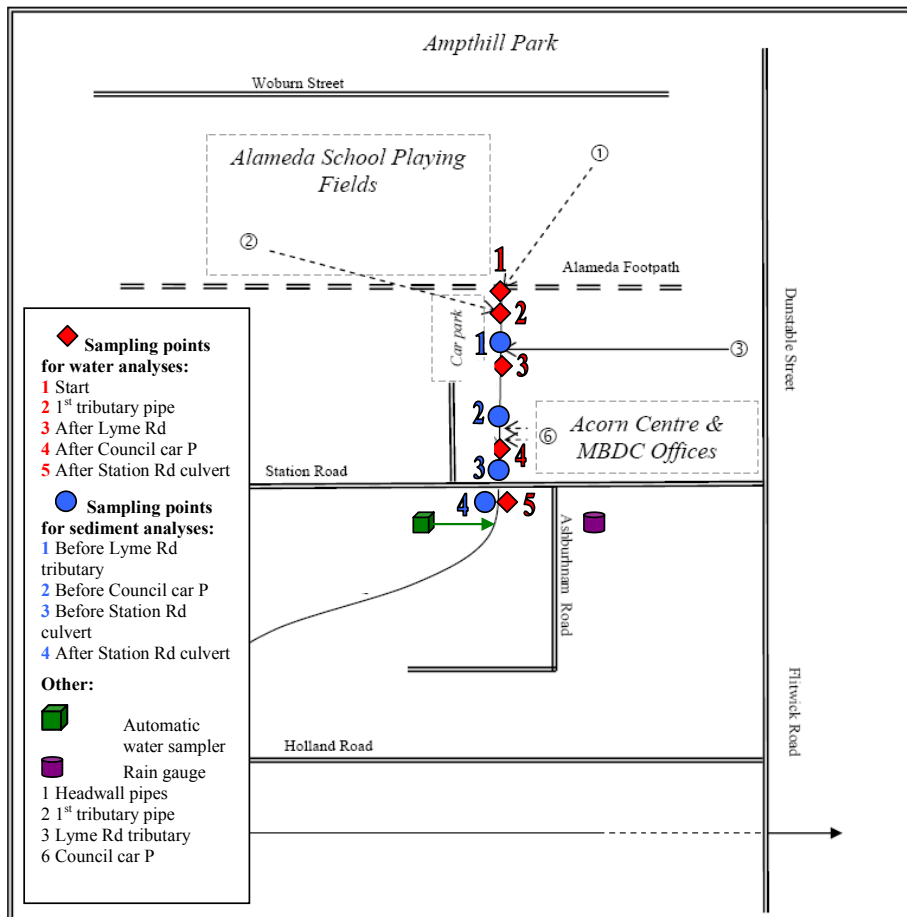 Ampthill Park
Woburn Street
Alameda School Playing
Fields
①
②
1
Alameda Footpath
2
Car park
1
③
3
Dunstable Street
2
⑥
Acorn Centre &
MBDC Offices
4
3
Station Road
4
5
Ashburhnam Road
Flitwick Road
Holland Road
Sampling points
for water analyses:
1 Start
2 1st tributary pipe
3 After Lyme Rd
4 After Council car P
5 After Station Rd culvert
Sampling points
for sediment analyses:
1 Before Lyme Rd
tributary
2 Before Council car P
3 Before Station Rd
culvert
4 After Station Rd culvert
Other:
Automatic
water sampler
Rain gauge
1 Headwall pipes
2 1st tributary pipe
3 Lyme Rd tributary
6 Council car P